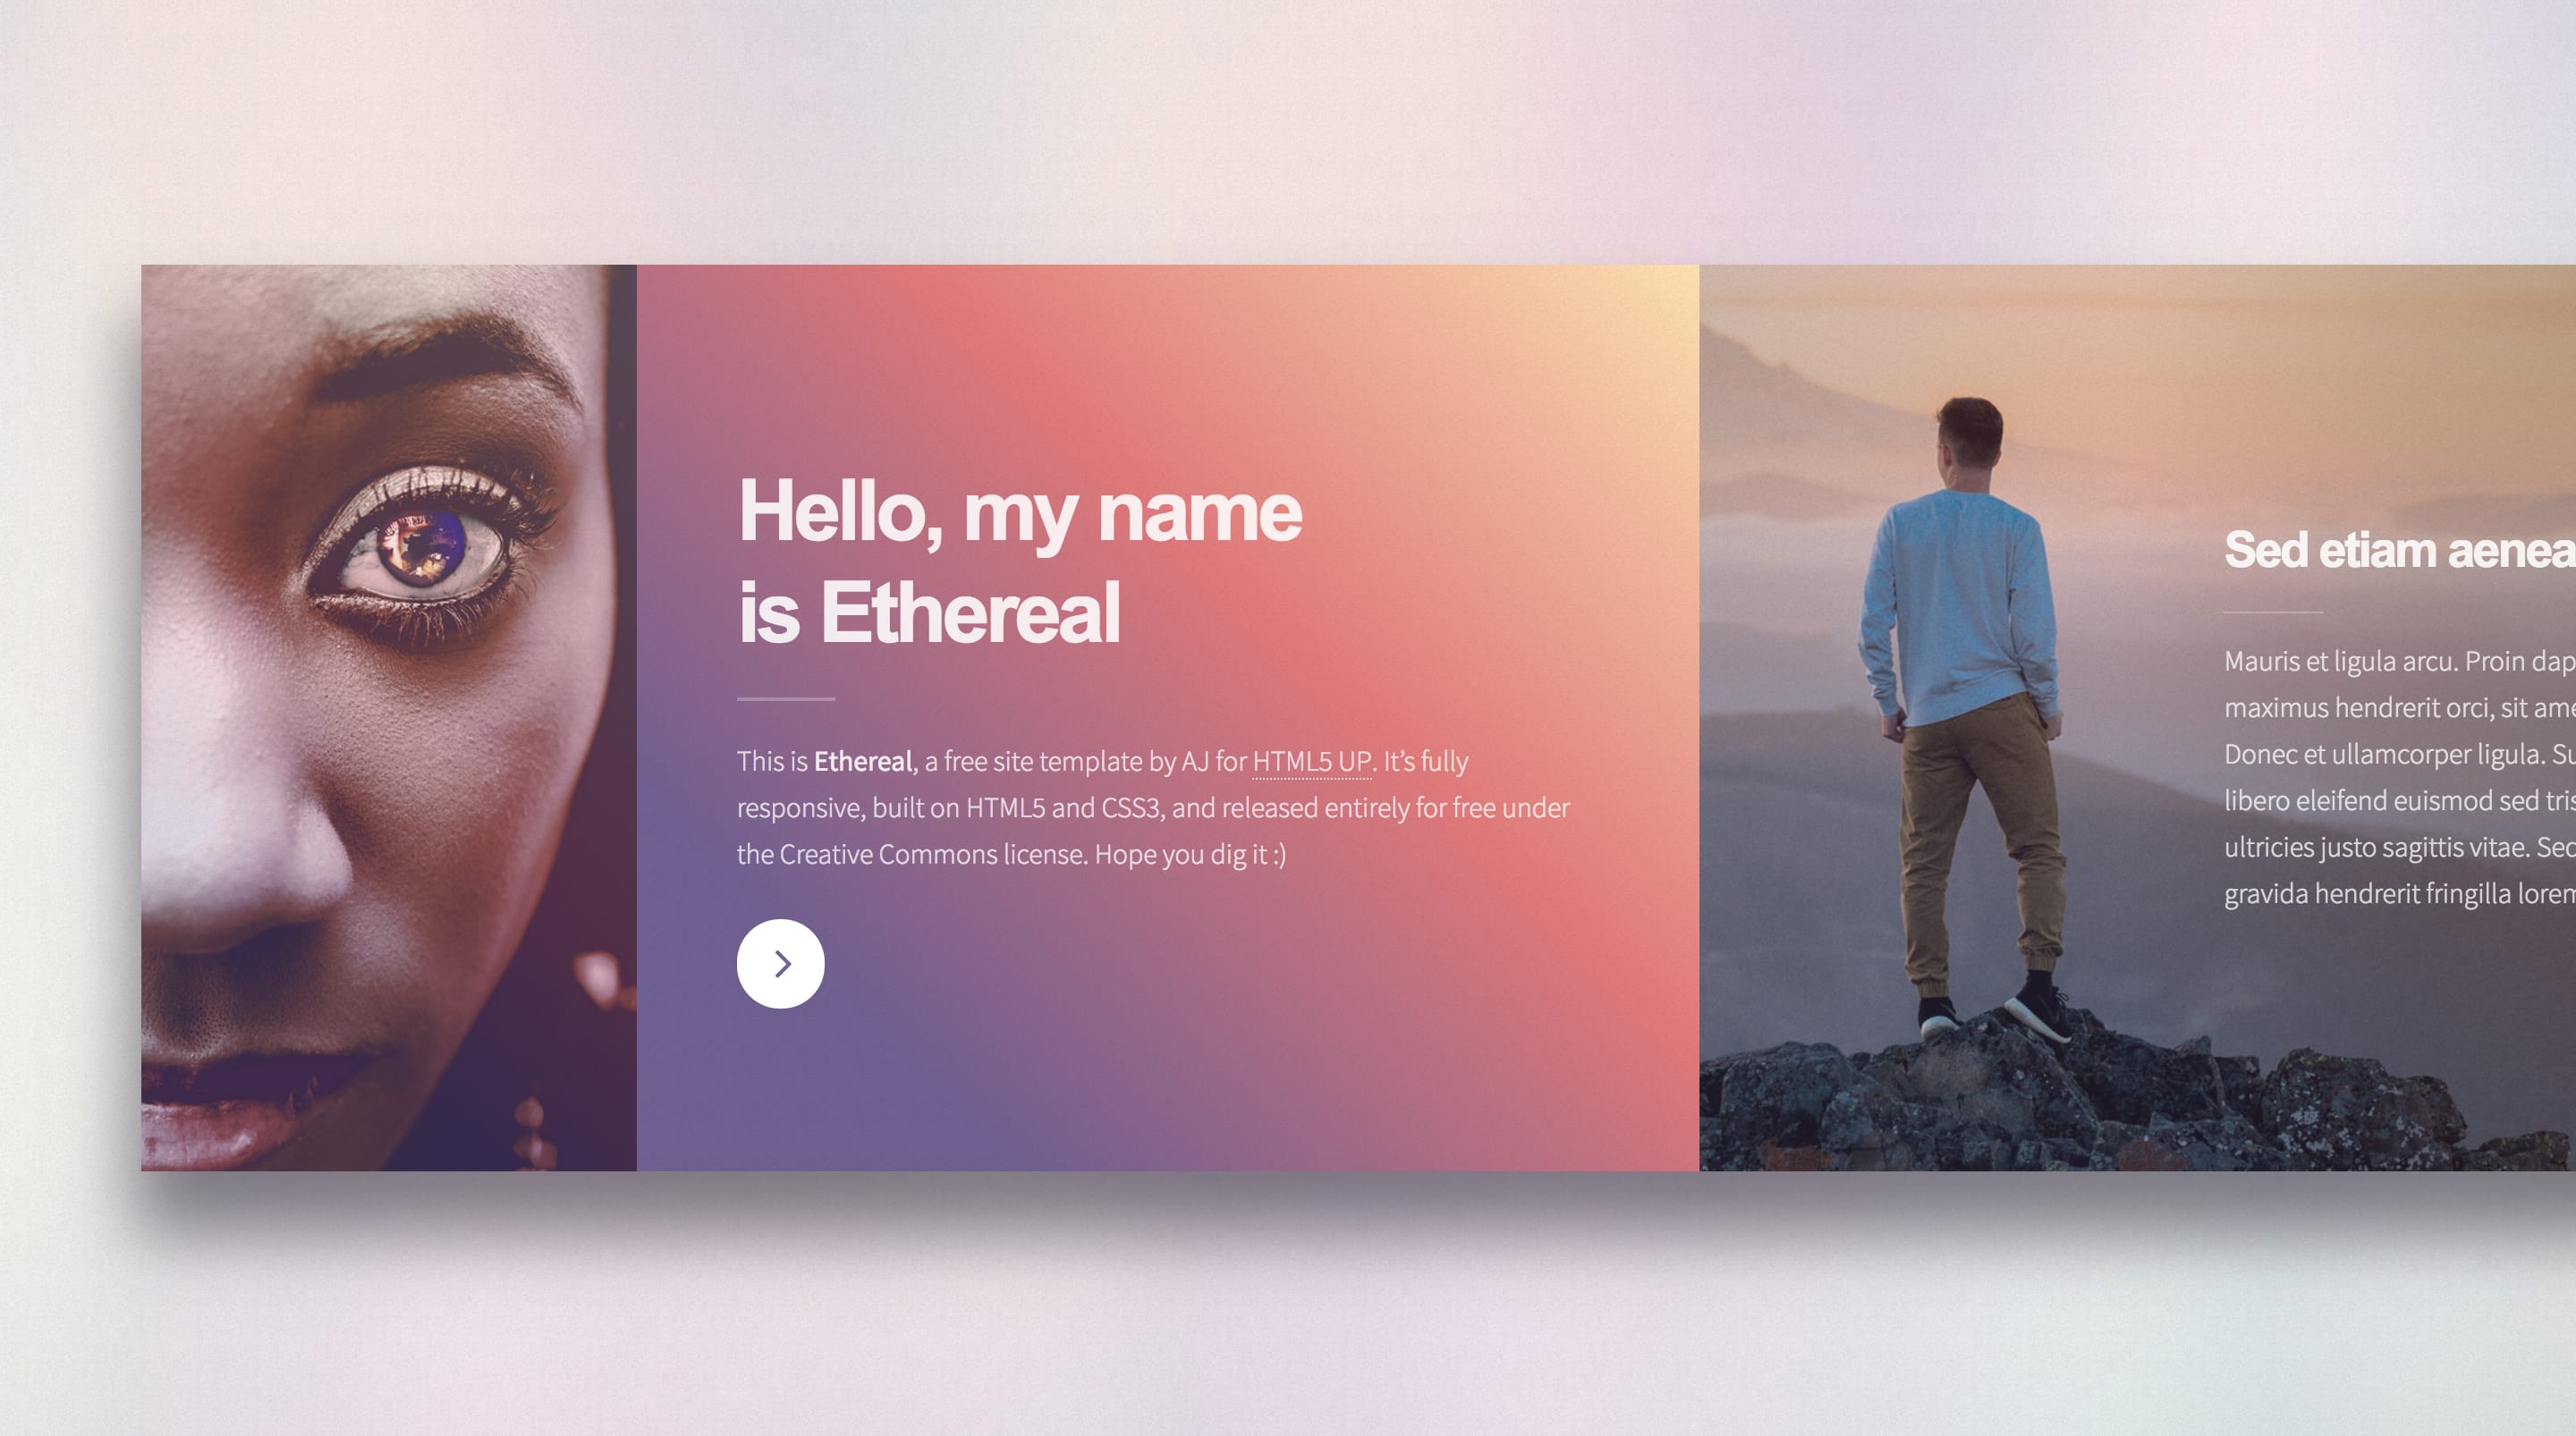 Hello, my name
is Ethereal
This is Ethereal, a free site template by AJ for HTML5 UP. It’s fully
responsive, built on HTML5 and CSS3, and released entirely for free under
the Creative Commons license. Hope you dig it :)
Sed etiam aenea
Mauris et ligula arcu. Proin dap
maximus hendrerit orci, sit ame
Donec et ullamcorper ligula. Su
libero eleifend euismod sed tris
ultricies justo sagittis vitae. Sed
gravida hendrerit fringilla lorem